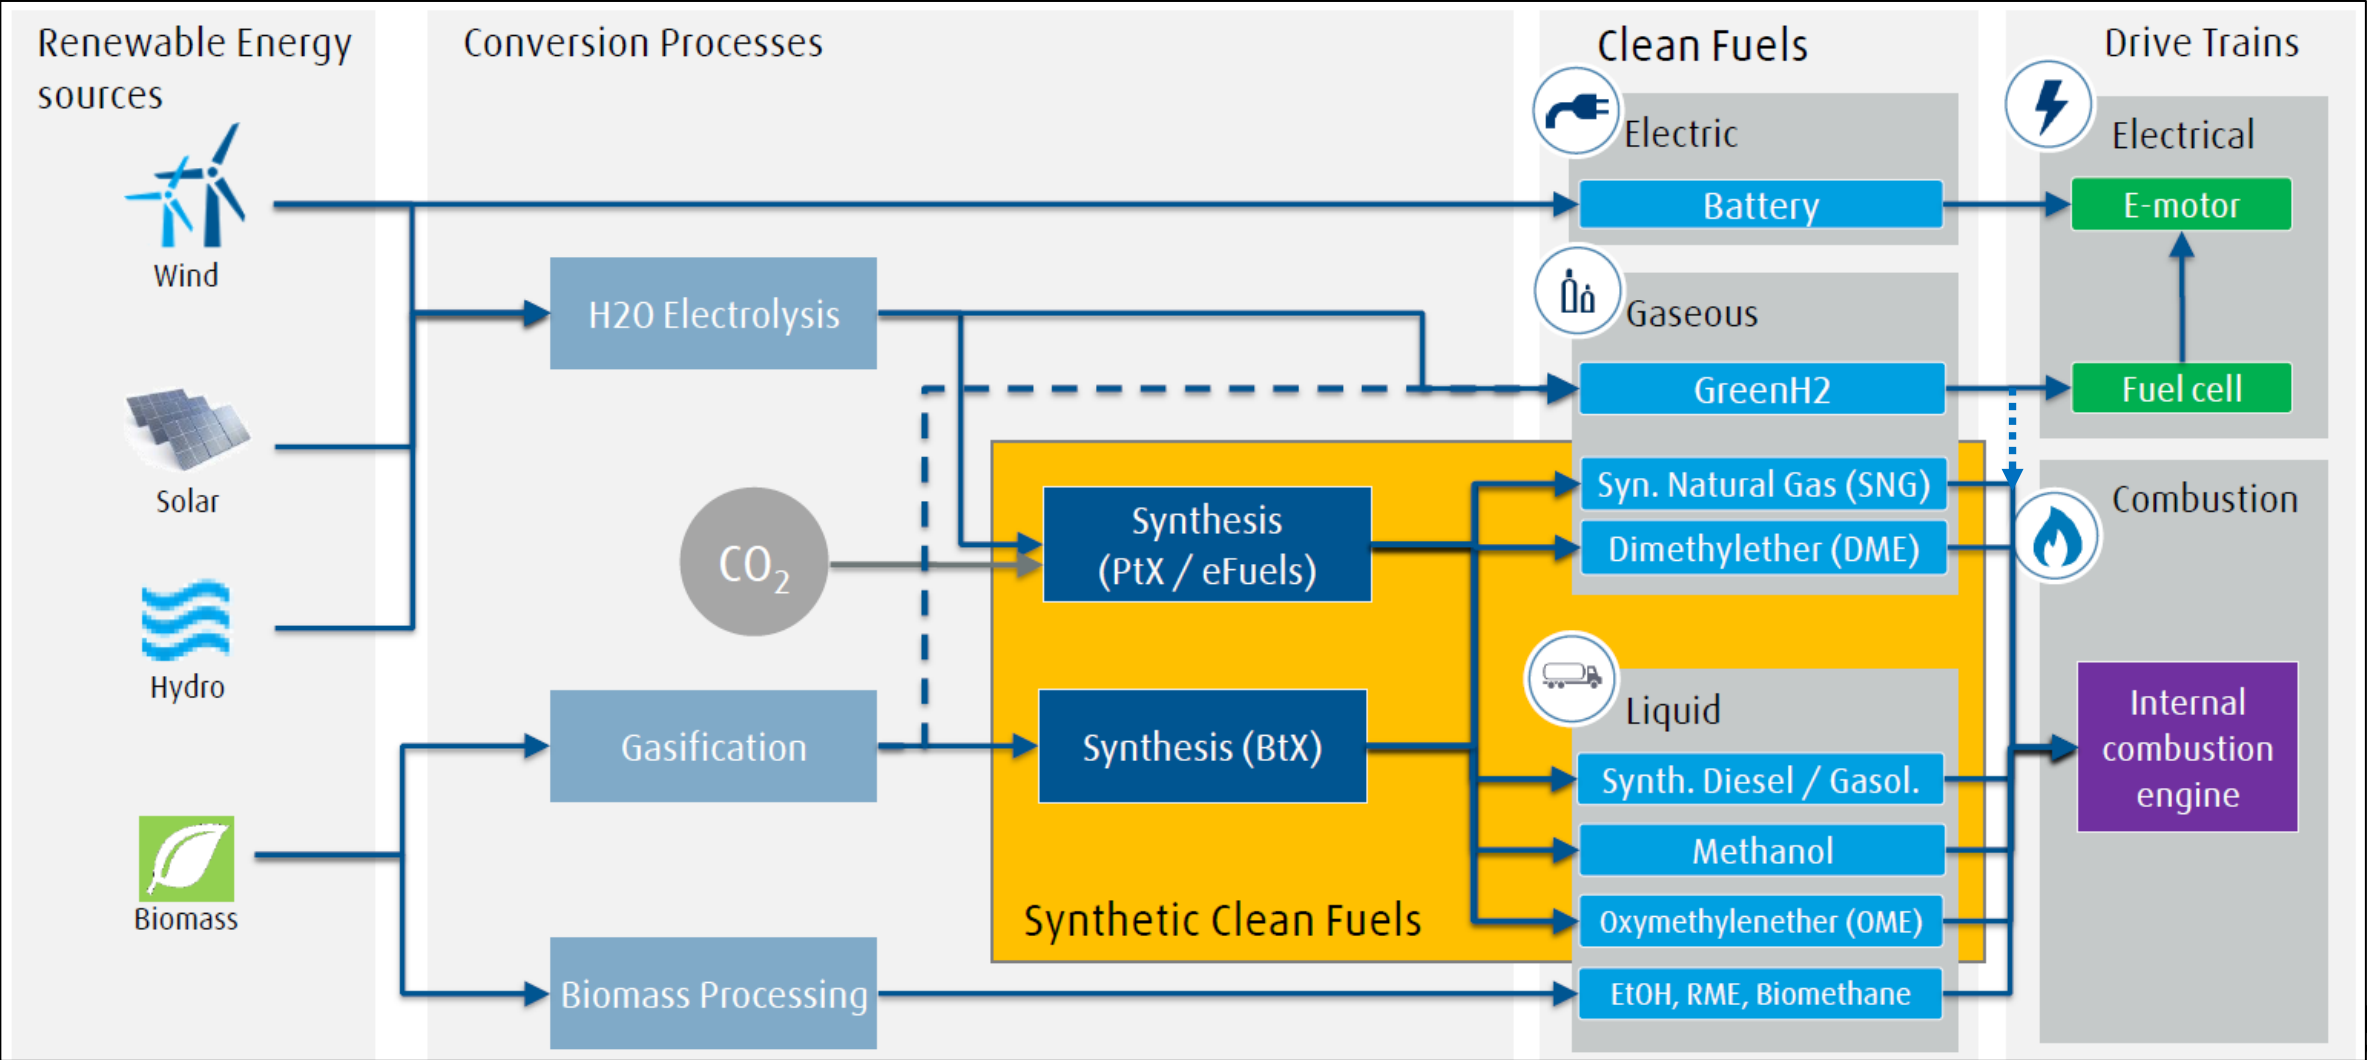 Renewable Energy
sources
Wind
Solar
Hydro
Biomass
Conversion Processes
H2O Electrolysis
CO₂
Gasification
Biomass Processing
Synthesis
(PtX / eFuels)
Synthesis (BtX)
Synthetic Clean Fuels
Clean Fuels
Electric
Battery
Gaseous
GreenH2
Syn. Natural Gas (SNG)
Dimethylether (DME)
Liquid
Synth. Diesel / Gasol.
Methanol
Oxymethylenether (OME)
EtOH, RME, Biomethane
Drive Trains
Electrical
E-motor
Fuel cell
Combustion
Internal
combustion
engine